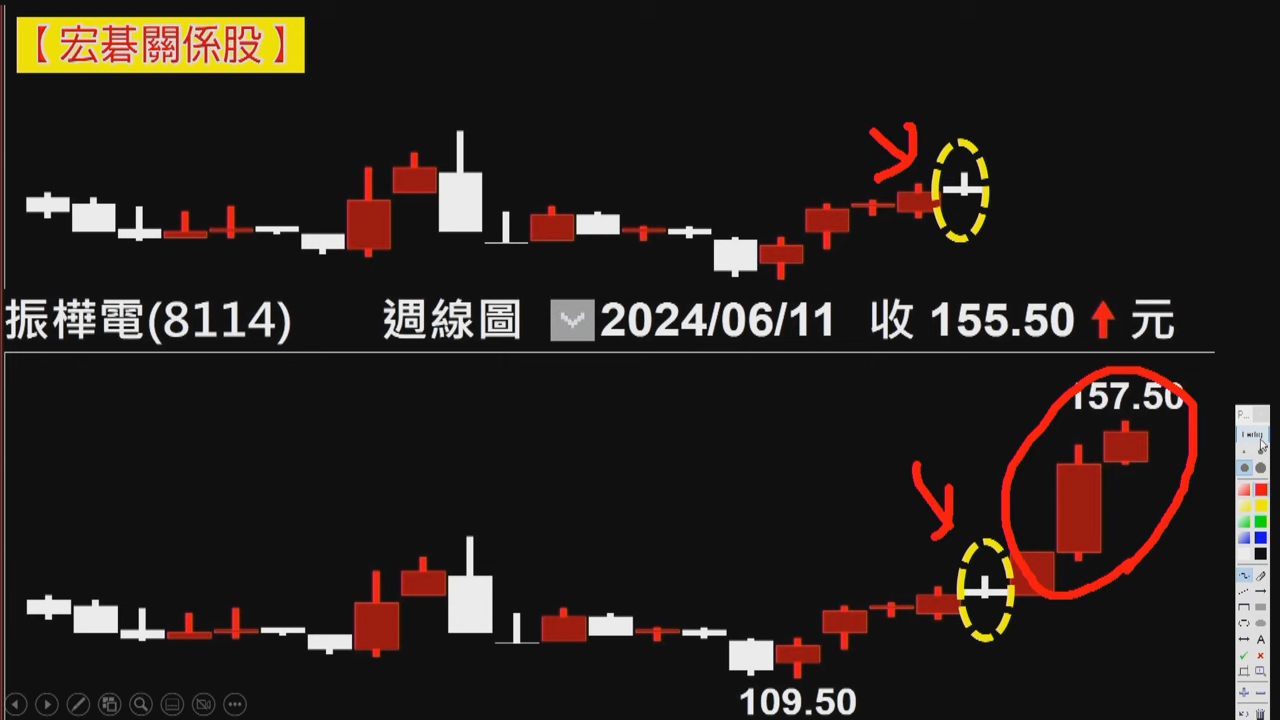 【宏碁關係股】
振樺電(8114) 週線圖 2024/06/11 收 155.50 元
157.50
109.50
P...
A